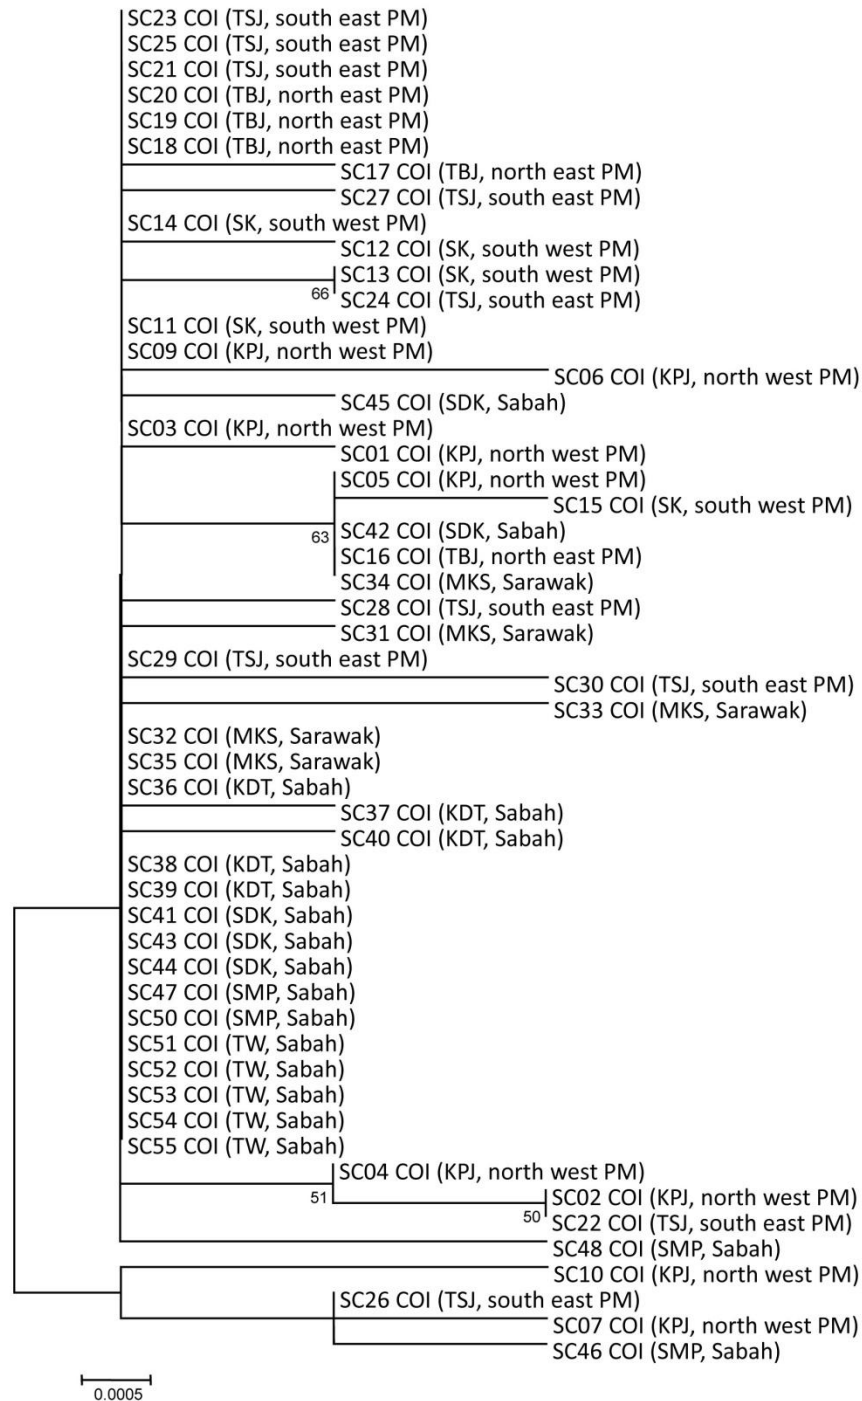 SC23 COI (TSJ, south east PM)
SC25 COI (TSJ, south east PM)
SC21 COI (TSJ, south east PM)
SC20 COI (TBJ, north east PM)
SC19 COI (TBJ, north east PM)
SC18 COI (TBJ, north east PM)
SC17 COI (TBJ, north east PM)
SC27 COI (TSJ, south east PM)
SC14 COI (SK, south west PM)
SC12 COI (SK, south west PM)
SC13 COI (SK, south west PM)
66
SC24 COI (TSJ, south east PM)
SC11 COI (SK, south west PM)
SC09 COI (KPJ, north west PM)
SC06 COI (KPJ, north west PM)
SC45 COI (SDK, Sabah)
SC03 COI (KPJ, north west PM)
SC01 COI (KPJ, north west PM)
SC05 COI (KPJ, north west PM)
SC15 COI (SK, south west PM)
SC42 COI (SDK, Sabah)
63
SC16 COI (TBJ, north east PM)
SC34 COI (MKS, Sarawak)
SC28 COI (TSJ, south east PM)
SC31 COI (MKS, Sarawak)
SC29 COI (TSJ, south east PM)
SC30 COI (TSJ, south east PM)
SC33 COI (MKS, Sarawak)
SC32 COI (MKS, Sarawak)
SC35 COI (MKS, Sarawak)
SC36 COI (KDT, Sabah)
SC37 COI (KDT, Sabah)
SC40 COI (KDT, Sabah)
SC38 COI (KDT, Sabah)
SC39 COI (KDT, Sabah)
SC41 COI (SDK, Sabah)
SC43 COI (SDK, Sabah)
SC44 COI (SDK, Sabah)
SC47 COI (SMP, Sabah)
SC50 COI (SMP, Sabah)
SC51 COI (TW, Sabah)
SC52 COI (TW, Sabah)
SC53 COI (TW, Sabah)
SC54 COI (TW, Sabah)
SC55 COI (TW, Sabah)
SC04 COI (KPJ, north west PM)
51
SC02 COI (KPJ, north west PM)
50
SC22 COI (TSJ, south east PM)
SC48 COI (SMP, Sabah)
SC10 COI (KPJ, north west PM)
SC26 COI (TSJ, south east PM)
SC07 COI (KPJ, north west PM)
SC46 COI (SMP, Sabah)
0.0005